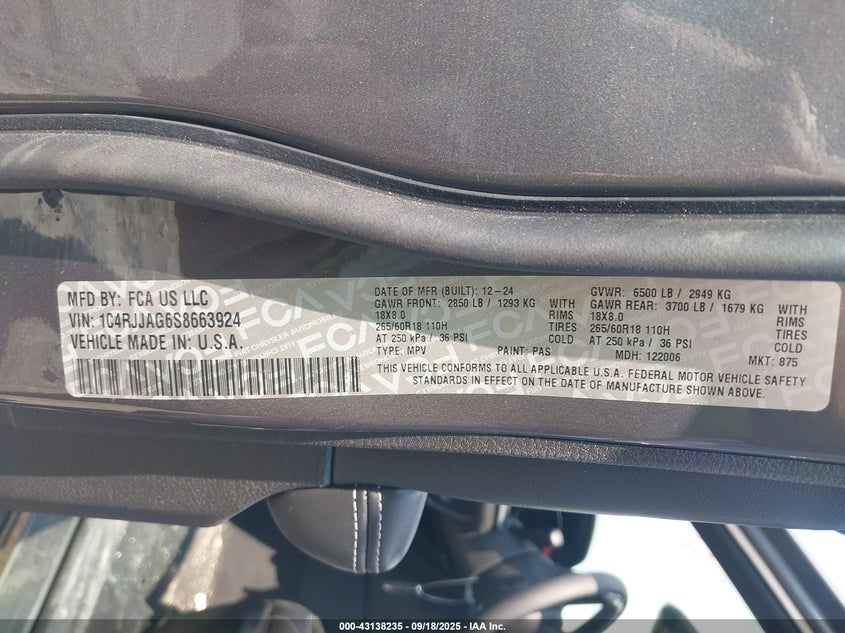 MFD BY: FCA US LLC
VIN: 1C4RJJAG6S8663924
VEHICLE MADE IN: U.S.A.
DATE OF MFR (BUILT): 12-24
GAWR FRONT: 2850 LB / 1293 KG WITH
18X8.0 RIMS
265/60R18 110H TIRES
AT 250 kPa / 36 PSI COLD
TYPE: MPV PAINT: PAS
GVWR: 6500 LB / 2949 KG
GAWR REAR: 3700 LB / 1679 KG WITH
18X8.0 RIMS
265/60R18 110H TIRES
AT 250 kPa / 36 PSI COLD
MDH: 122006 MKT: 875
THIS VEHICLE CONFORMS TO ALL APPLICABLE U.S.A. FEDERAL MOTOR VEHICLE SAFETY
STANDARDS IN EFFECT ON THE DATE OF MANUFACTURE SHOWN ABOVE.
000-43138235 - 09/18/2025 - IAA Inc.